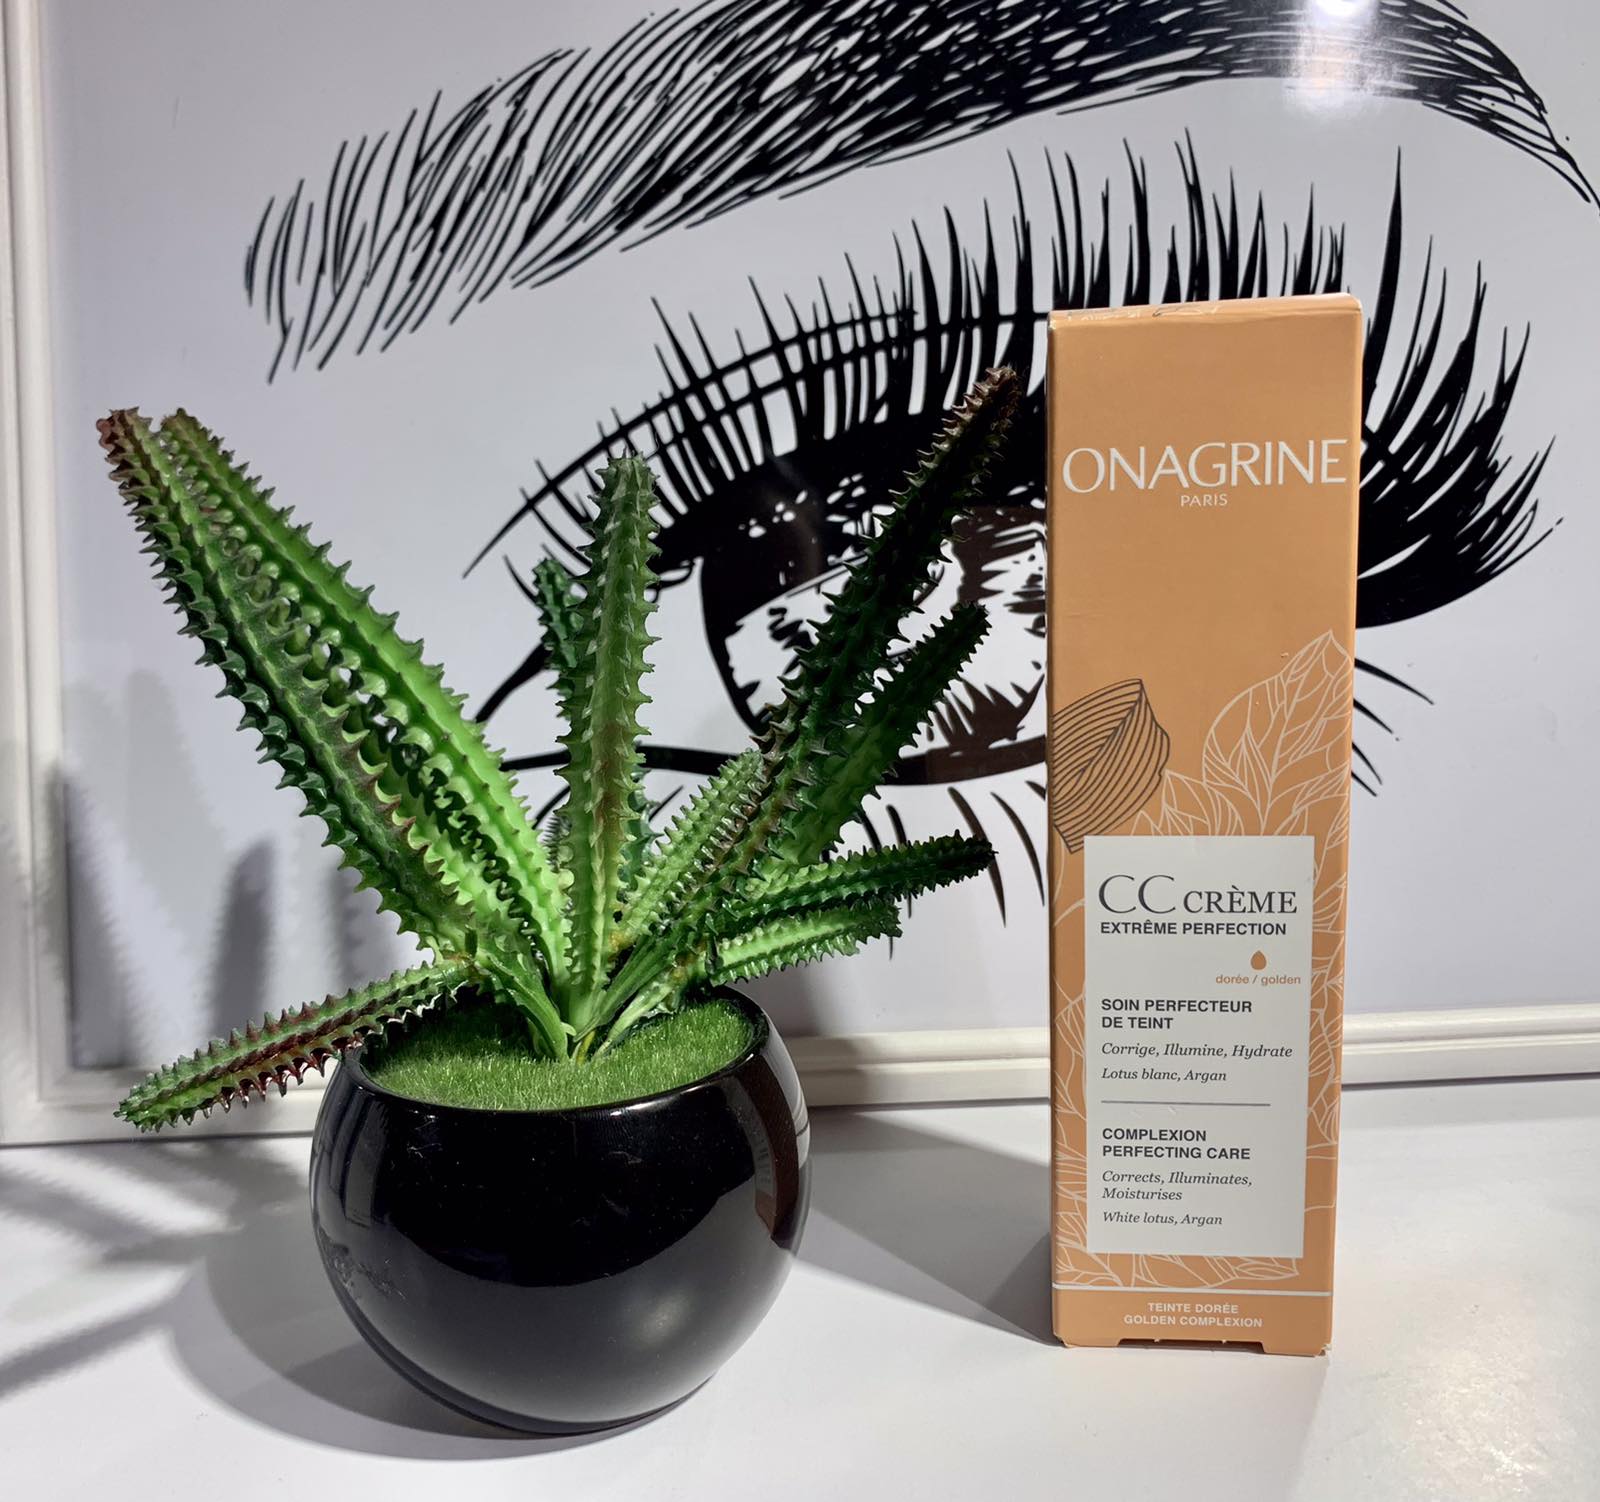 ONAGRINE
PARIS
CC CRÈME
EXTRÊME PERFECTION
dorée / golden
SOIN PERFECTEUR
DE TEINT
Corrige, Illumine, Hydrate
Lotus blanc, Argan
COMPLEXION
PERFECTING CARE
Corrects, Illuminates,
Moisturises
White lotus, Argan
TEINTE DORÉE
GOLDEN COMPLEXION